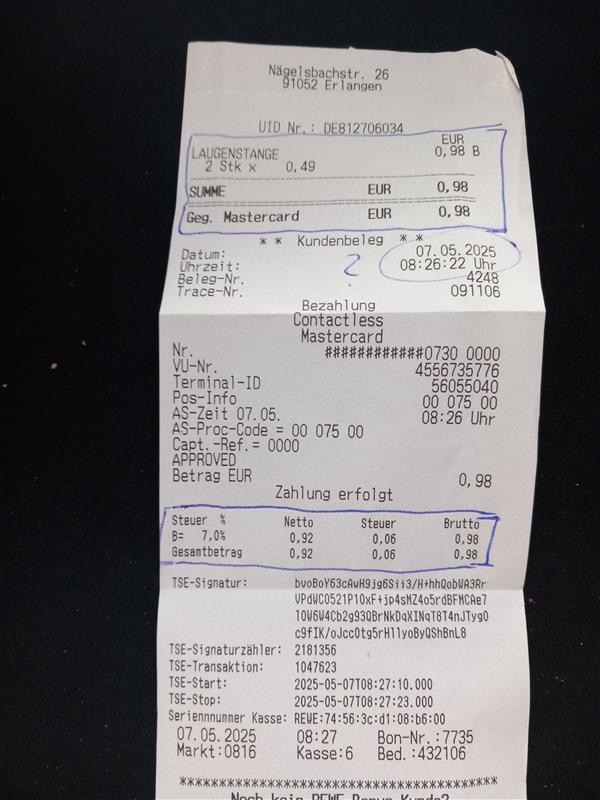 Nägelsbachstr. 26
91052 Erlangen
UID Nr.: DE812706034
EUR
LAUGENSTANGE 0,98 B
2 Stk x 0,49
SUMME EUR 0,98
Geg. Mastercard EUR 0,98
* * Kundenbeleg * *
Datum: 07.05.2025
Uhrzeit: 08:26:22 Uhr
Beleg-Nr. 4248
Trace-Nr. 091106
?
Bezahlung
Contactless
Mastercard
Nr. ############0730 0000
VU-Nr. 4556735776
Terminal-ID 56055040
Pos-Info 00 075 00
AS-Zeit 07.05. 08:26 Uhr
AS-Proc-Code = 00 075 00
Capt.-Ref.= 0000
APPROVED
Betrag EUR 0,98
Zahlung erfolgt
Steuer % Netto Steuer Brutto
B= 7,0% 0,92 0,06 0,98
Gesamtbetrag 0,92 0,06 0,98
TSE-Signatur: bvoBoY63cAwH9jg6Sii3/H+hhQobWA3Rr
VPdWC0521P10xF+jp4sMZ4o5rdBFMCAe7
lOW6W4Cb2g93QBrNkDqXINqT8T4nJTyg0
c9fIK/oJccOtg5rHllyoByQShBnL8
TSE-Signaturzähler: 2181356
TSE-Transaktion: 1047623
TSE-Start: 2025-05-07T08:27:10.000
TSE-Stop: 2025-05-07T08:27:23.000
Seriennnummer Kasse: REWE:74:56:3c:d1:08:b6:00
07.05.2025 08:27 Bon-Nr.:7735
Markt:0816 Kasse:6 Bed.:432106
****************************************
Noch kein REWE Bonus Kunde?